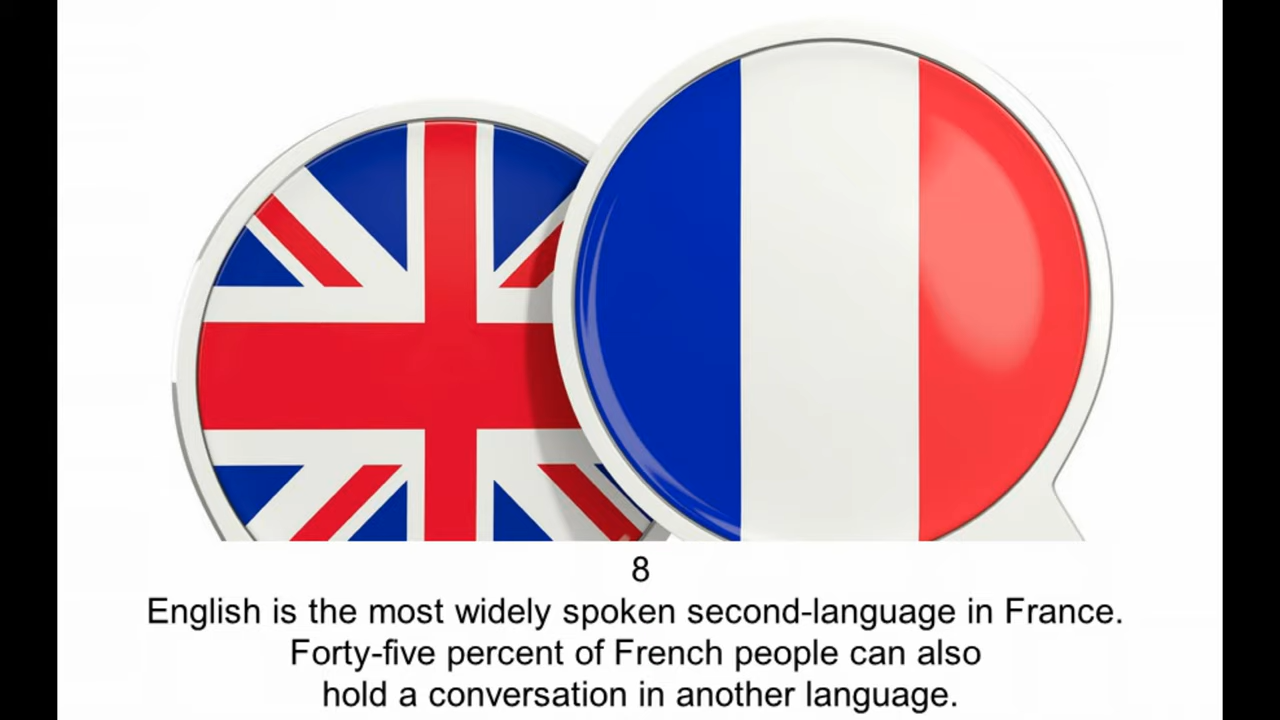 8
English is the most widely spoken second-language in France.
Forty-five percent of French people can also
hold a conversation in another language.